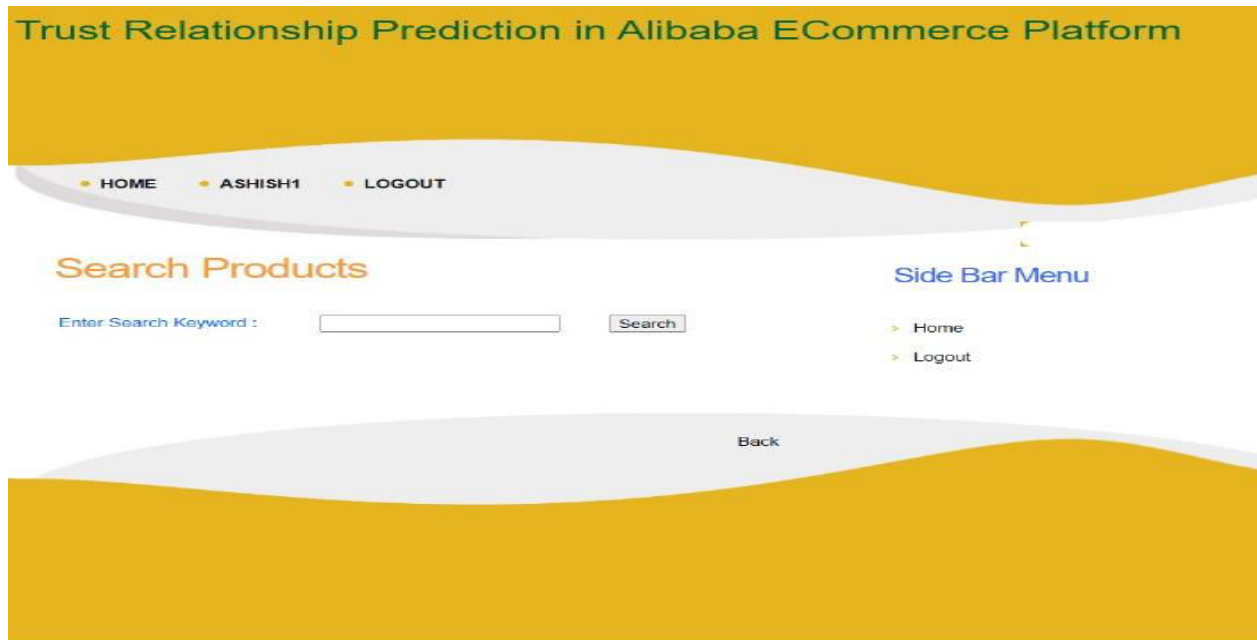 Trust Relationship Prediction in Alibaba ECommerce Platform
HOME ASHISH1 LOGOUT
Search Products
Enter Search Keyword :
Search
Side Bar Menu
Home
Logout
Back